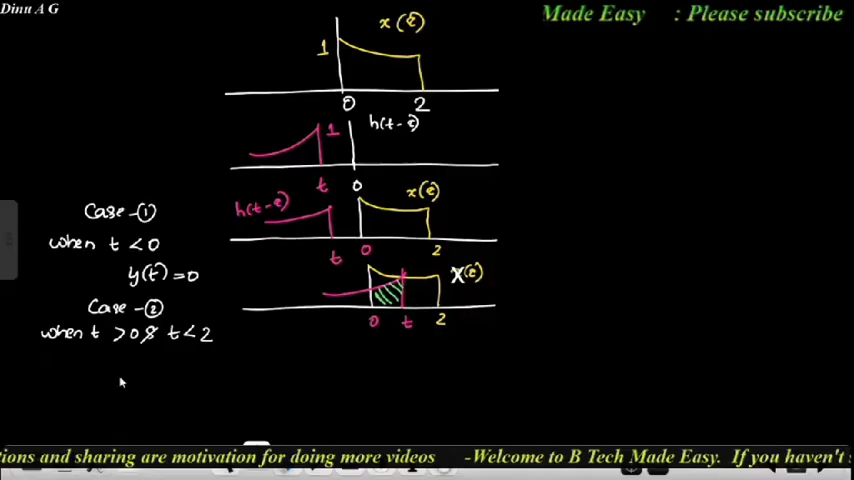 Dinu A G
Made Easy : Please subscribe
x(τ)
1
0 2
h(t-τ)
1
t 0
Case-①
when t < 0
y(t) = 0
h(t-τ) x(τ)
t 0 2
Case-②
when t > 0 & t < 2
x(τ)
0 t 2
tions and sharing are motivation for doing more videos -Welcome to B Tech Made Easy. If you haven't s